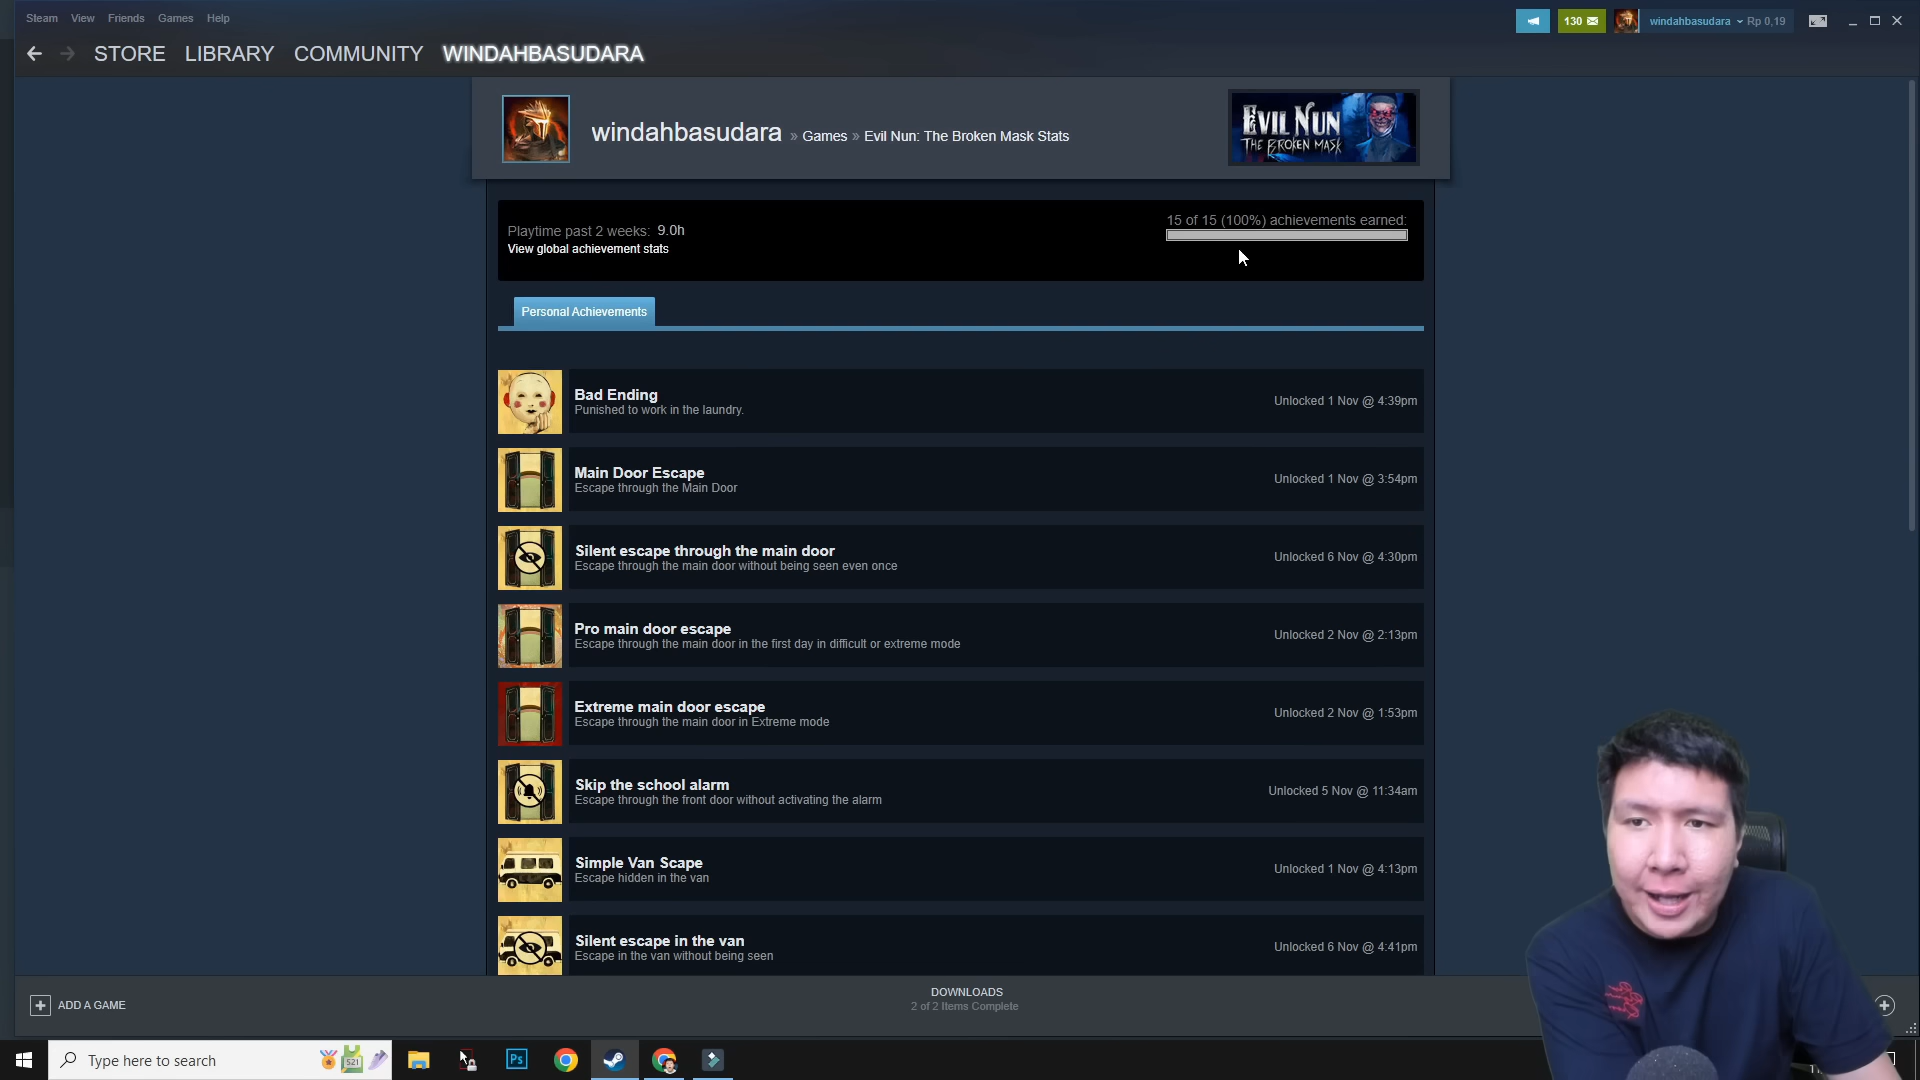 Steam View Friends Games Help
130 windahbasudara Rp 0,19
STORE LIBRARY COMMUNITY WINDAHBASUDARA
windahbasudara » Games » Evil Nun: The Broken Mask Stats
EVIL NUN
THE BROKEN MASK
Playtime past 2 weeks: 9.0h
View global achievement stats
15 of 15 (100%) achievements earned:
Personal Achievements
Bad Ending
Punished to work in the laundry.
Unlocked 1 Nov @ 4:39pm
Main Door Escape
Escape through the Main Door
Unlocked 1 Nov @ 3:54pm
Silent escape through the main door
Escape through the main door without being seen even once
Unlocked 6 Nov @ 4:30pm
Pro main door escape
Escape through the main door in the first day in difficult or extreme mode
Unlocked 2 Nov @ 2:13pm
Extreme main door escape
Escape through the main door in Extreme mode
Unlocked 2 Nov @ 1:53pm
Skip the school alarm
Escape through the front door without activating the alarm
Unlocked 5 Nov @ 11:34am
Simple Van Scape
Escape hidden in the van
Unlocked 1 Nov @ 4:13pm
Silent escape in the van
Escape in the van without being seen
Unlocked 6 Nov @ 4:41pm
ADD A GAME
DOWNLOADS
2 of 2 Items Complete
Type here to search
521
Ps